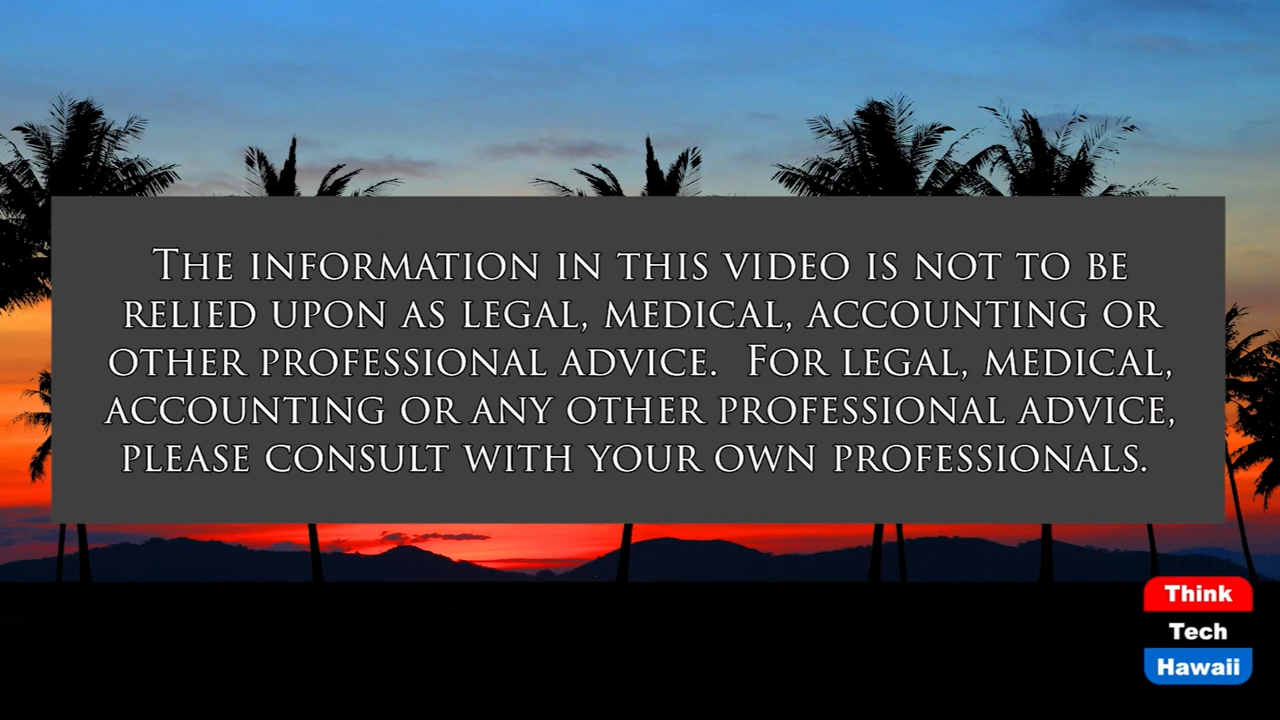 The information in this video is not to be
relied upon as legal, medical, accounting or
other professional advice.  For legal, medical,
accounting or any other professional advice,
please consult with your own professionals.
Think
Tech
Hawaii